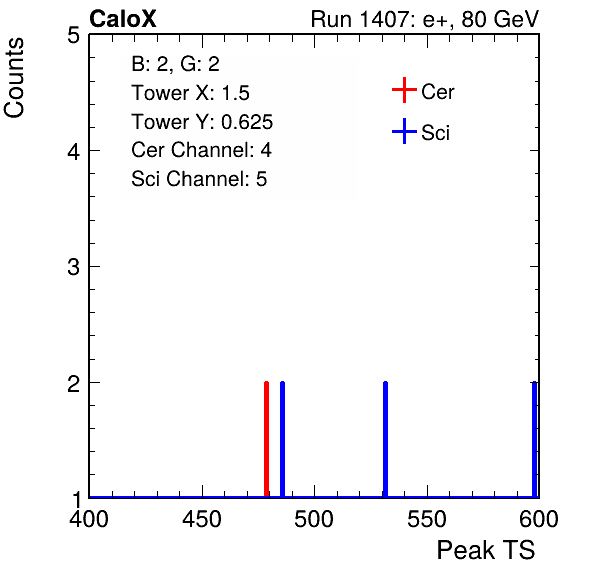 CaloX Run 1407: e+, 80 GeV
Counts
5
4
3
2
1
B: 2, G: 2
Tower X: 1.5
Tower Y: 0.625
Cer Channel: 4
Sci Channel: 5
Cer
Sci
400 450 500 550 600
Peak TS